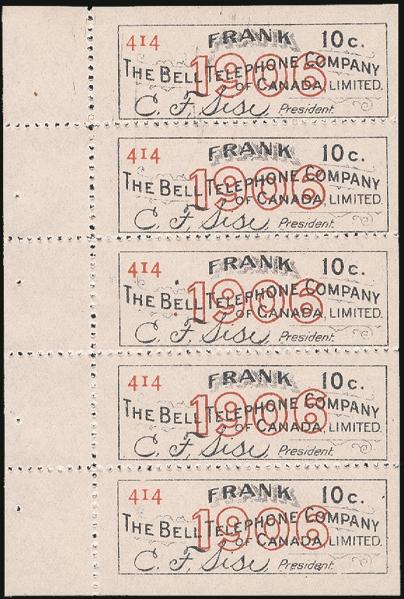 FRANK 10c.
414
1906
THE BELL TELEPHONE COMPANY
OF CANADA, LIMITED.
C. F. Sise, President.
FRANK 10c.
414
1906
THE BELL TELEPHONE COMPANY
OF CANADA, LIMITED.
C. F. Sise, President.
FRANK 10c.
414
1906
THE BELL TELEPHONE COMPANY
OF CANADA, LIMITED.
C. F. Sise, President.
FRANK 10c.
414
1906
THE BELL TELEPHONE COMPANY
OF CANADA, LIMITED.
C. F. Sise, President.
FRANK 10c.
414
1906
THE BELL TELEPHONE COMPANY
OF CANADA, LIMITED.
C. F. Sise, President.